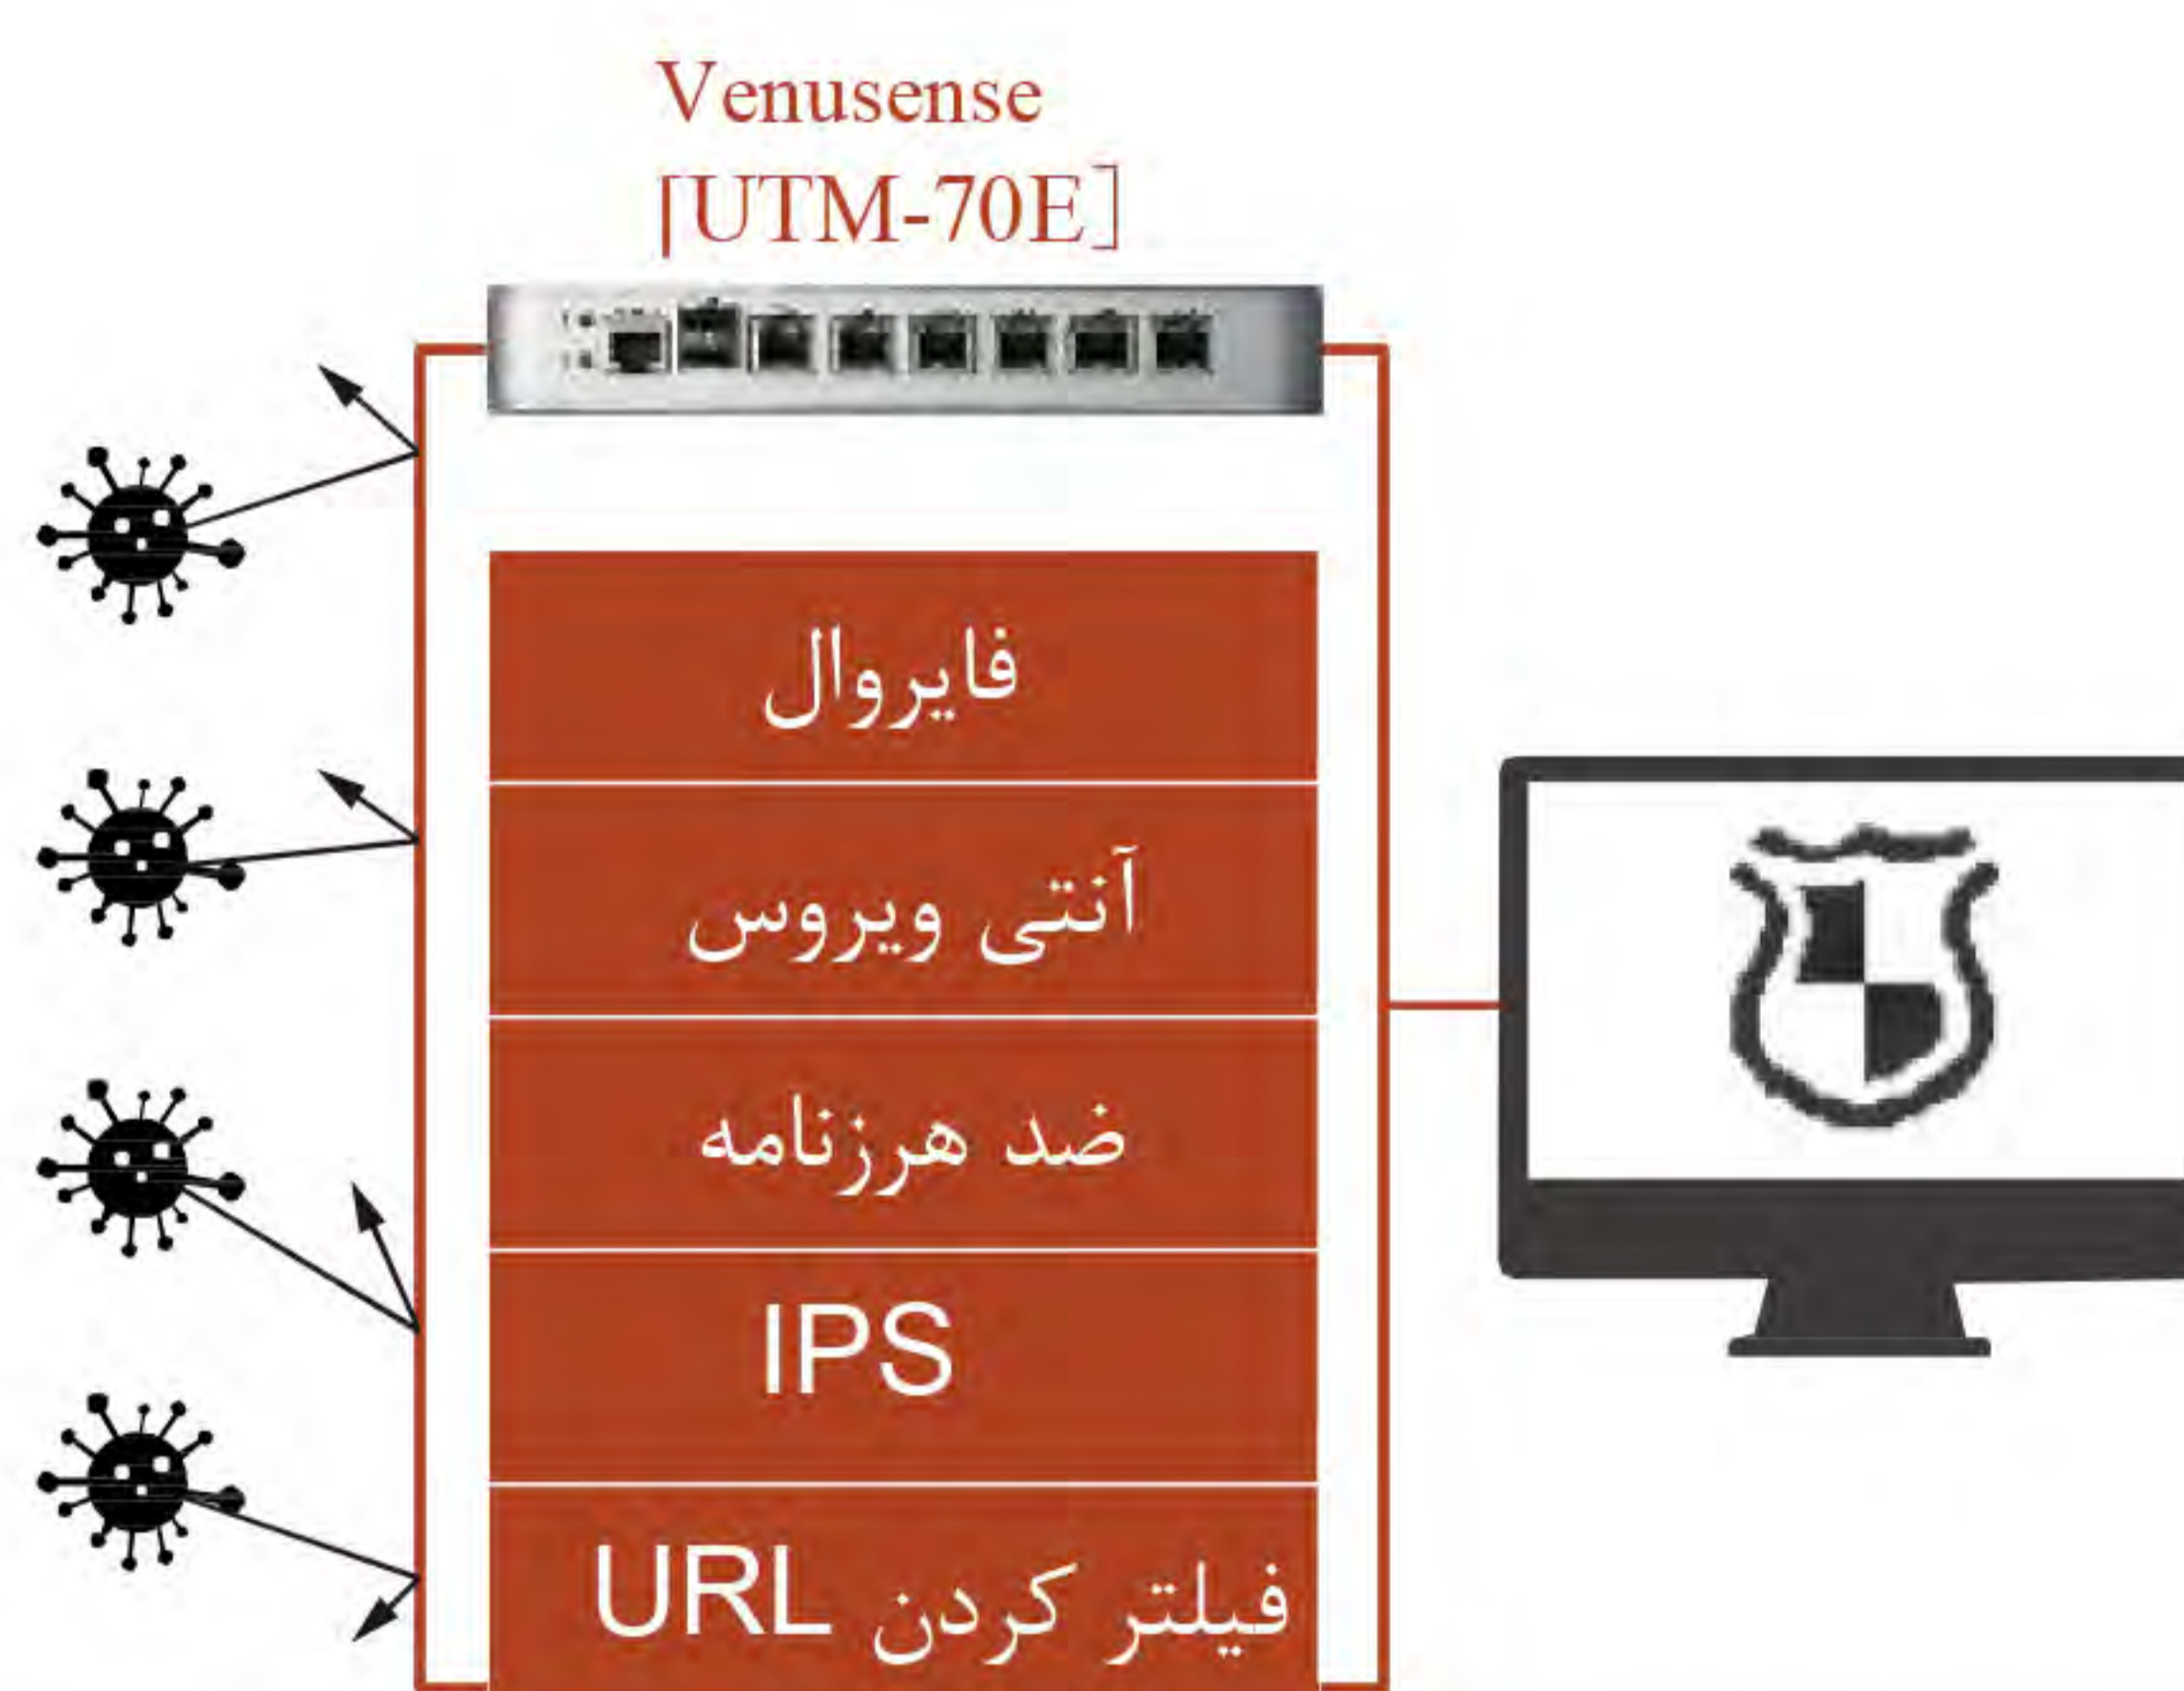 Venusense
[UTM-70E]
فایروال
آنتی ویروس
ضد هرزنامه
IPS
فیلتر کردن URL